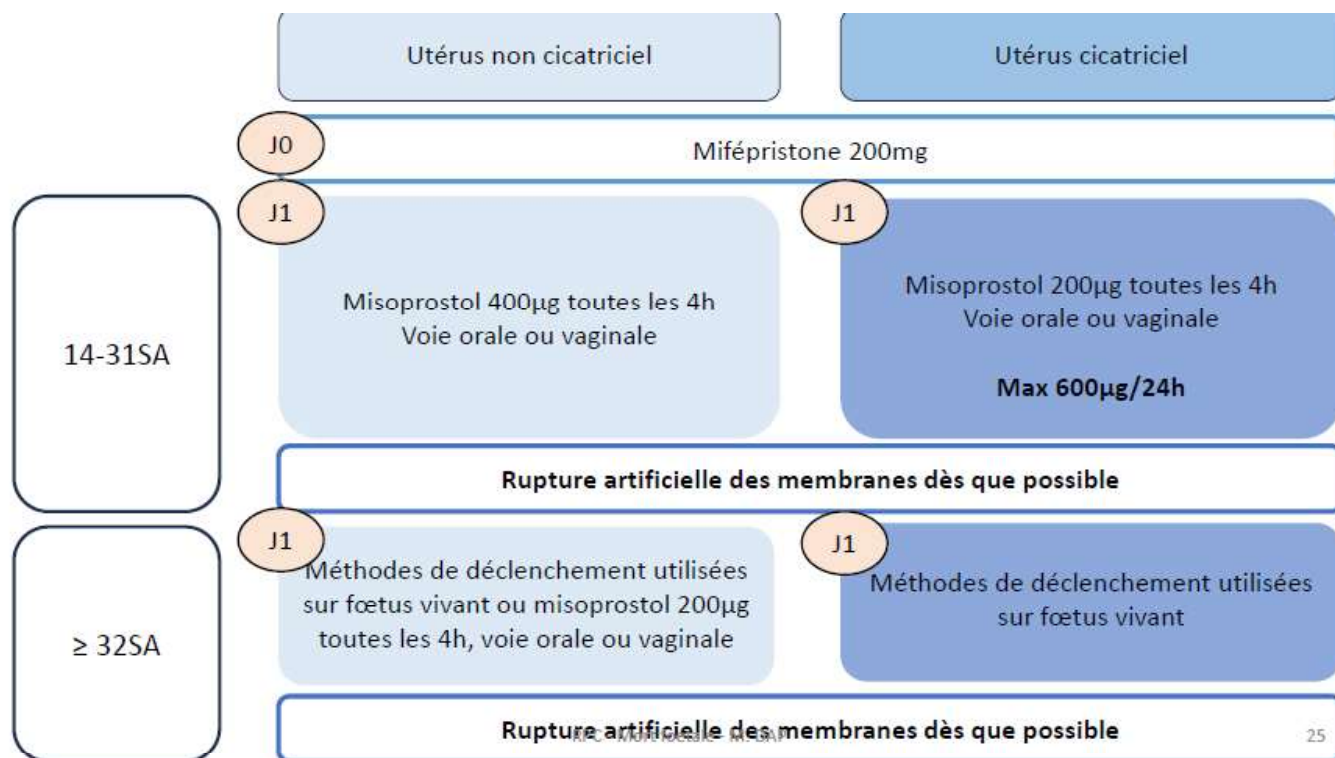 Utérus non cicatriciel
Utérus cicatriciel
J0
Mifépristone 200mg
14-31SA
J1
Misoprostol 400µg toutes les 4h
Voie orale ou vaginale
J1
Misoprostol 200µg toutes les 4h
Voie orale ou vaginale
Max 600µg/24h
Rupture artificielle des membranes dès que possible
≥ 32SA
J1
Méthodes de déclenchement utilisées
sur fœtus vivant ou misoprostol 200µg
toutes les 4h, voie orale ou vaginale
J1
Méthodes de déclenchement utilisées
sur fœtus vivant
Rupture artificielle des membranes dès que possible
25